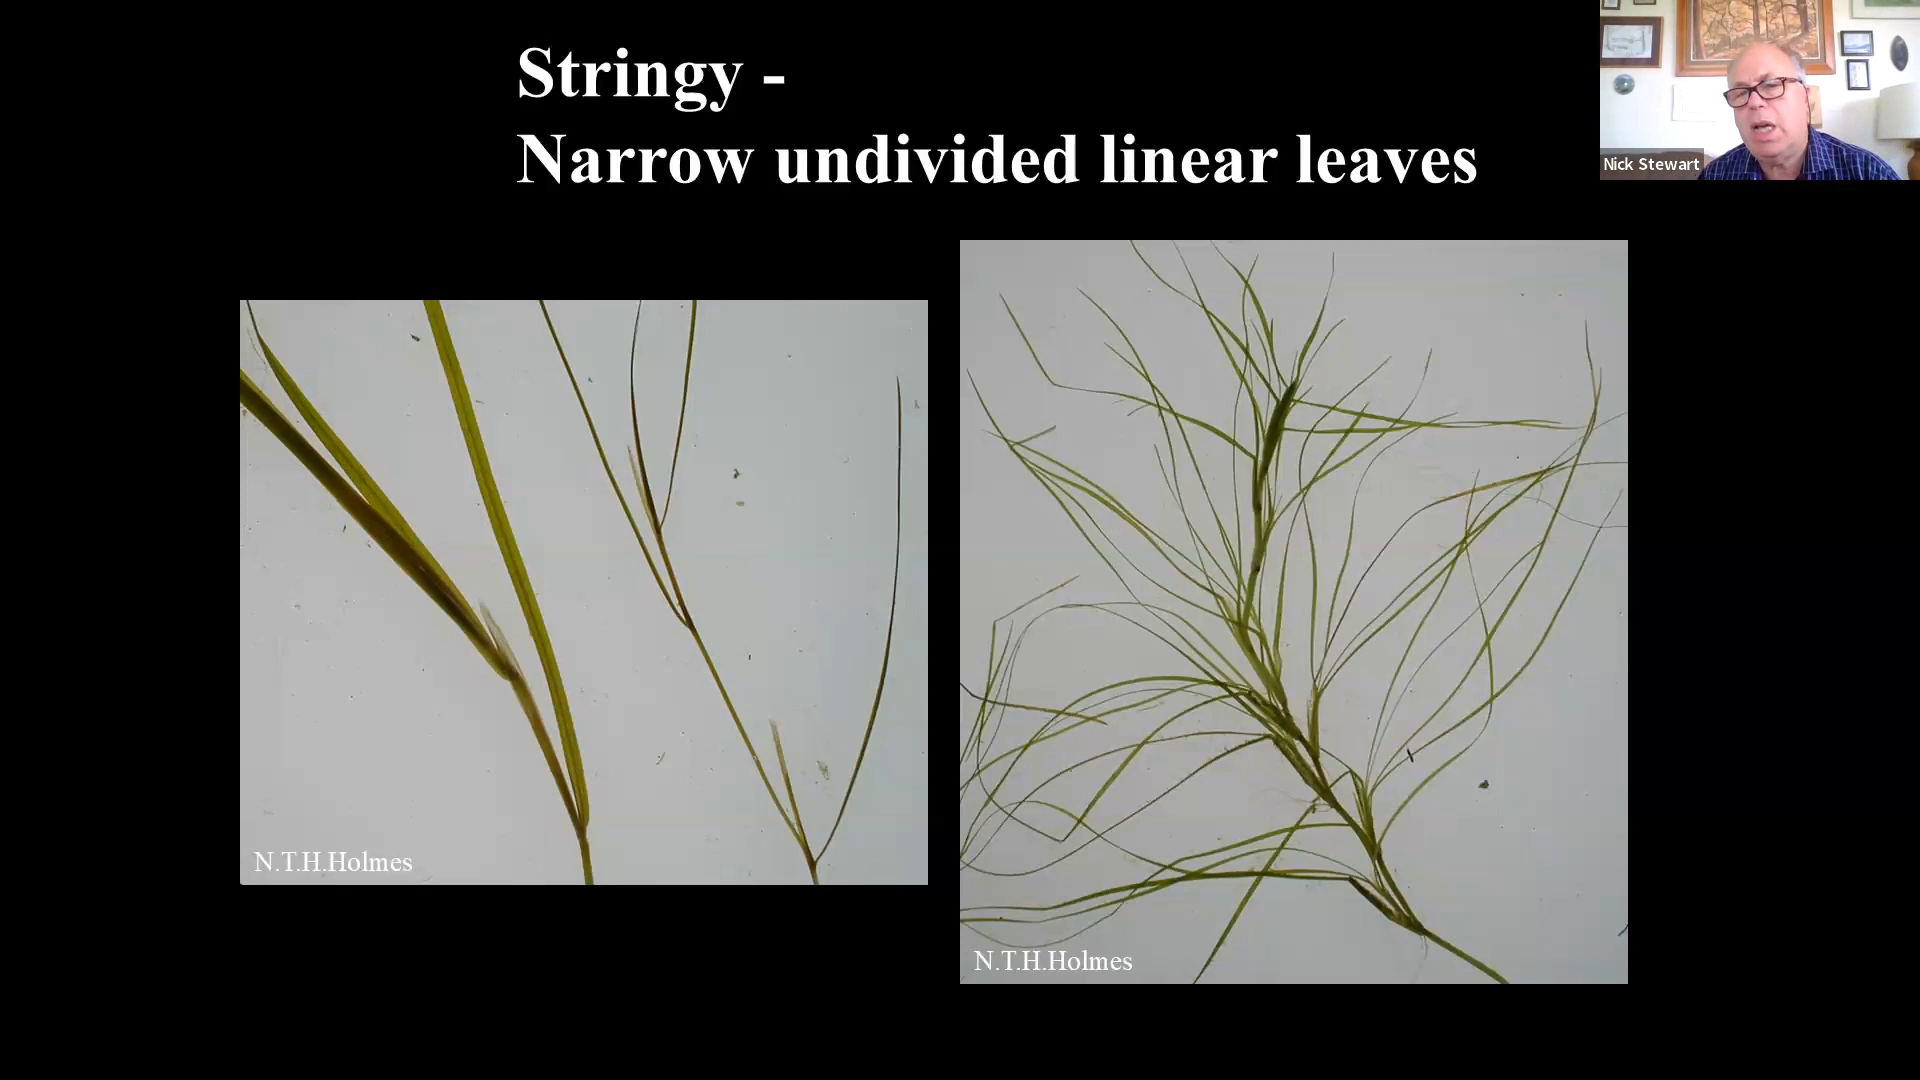 Stringy -
Narrow undivided linear leaves
Nick Stewart
N.T.H.Holmes
N.T.H.Holmes